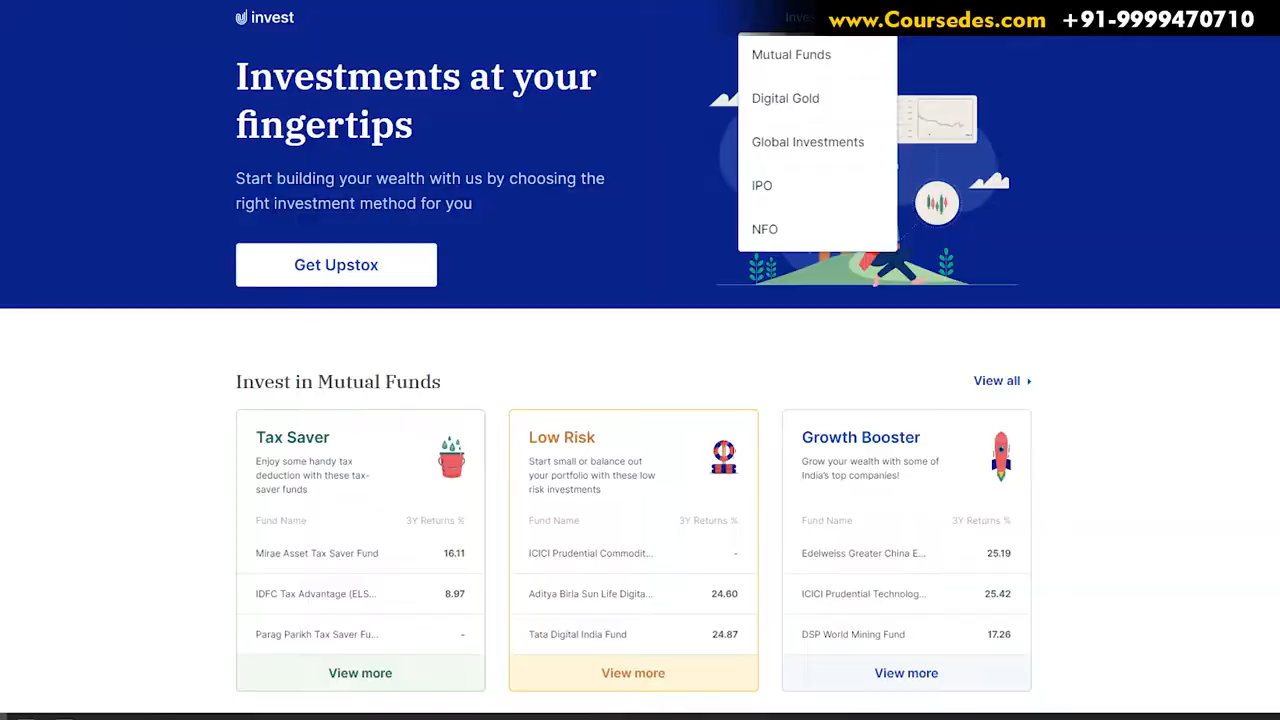 invest
Inves
www.Coursedes.com +91-9999470710
Mutual Funds
Digital Gold
Global Investments
IPO
NFO
Investments at your
fingertips
Start building your wealth with us by choosing the
right investment method for you
Get Upstox
Invest in Mutual Funds
View all
Tax Saver
Enjoy some handy tax
deduction with these tax-
saver funds
Fund Name 3Y Returns %
Mirae Asset Tax Saver Fund 16.11
IDFC Tax Advantage (ELS... 8.97
Parag Parikh Tax Saver Fu... -
View more
Low Risk
Start small or balance out
your portfolio with these low
risk investments
Fund Name 3Y Returns %
ICICI Prudential Commodit... -
Aditya Birla Sun Life Digita... 24.60
Tata Digital India Fund 24.87
View more
Growth Booster
Grow your wealth with some of
India's top companies!
Fund Name 3Y Returns %
Edelweiss Greater China E... 25.19
ICICI Prudential Technolog... 25.42
DSP World Mining Fund 17.26
View more